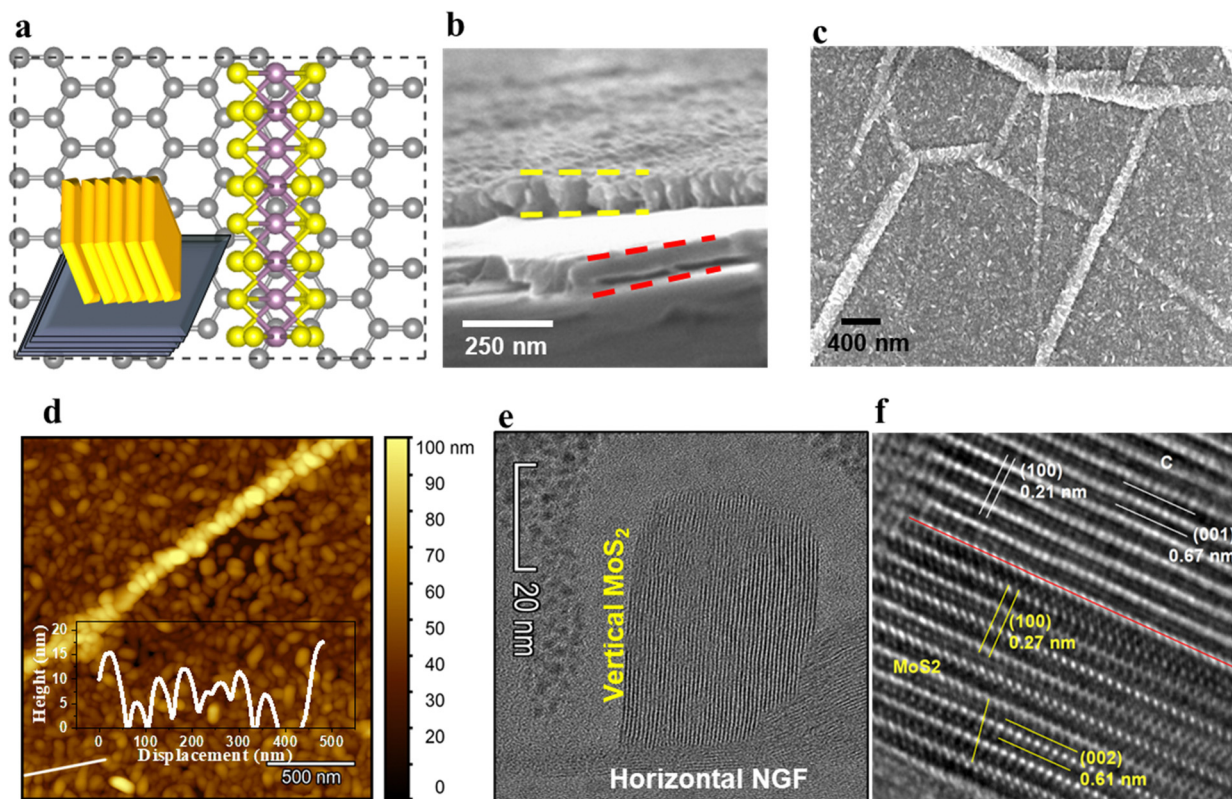 a
b
c
250 nm
400 nm
d
e
f
100 nm
90
80
70
60
50
40
30
20
10
0
20
15
10
5
0
Height (nm)
0 100 200 300 400 500
Displacement (nm)
500 nm
20 nm
Vertical MoS2
Horizontal NGF
C
(100)
0.21 nm
(001)
0.67 nm
(100)
0.27 nm
MoS2
(002)
0.61 nm